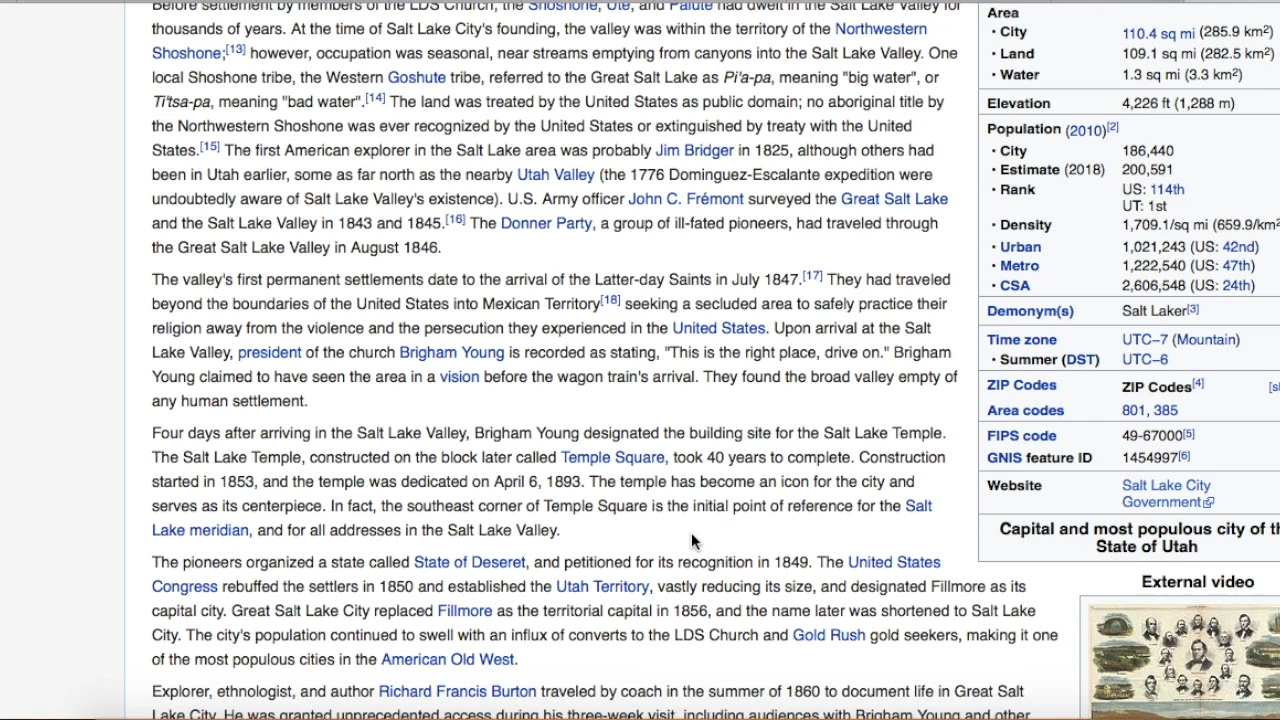 Before settlement by members of the LDS Church, the Shoshone, Ute, and Paiute had dwelt in the Salt Lake Valley for
thousands of years. At the time of Salt Lake City's founding, the valley was within the territory of the Northwestern
Shoshone;[13] however, occupation was seasonal, near streams emptying from canyons into the Salt Lake Valley. One
local Shoshone tribe, the Western Goshute tribe, referred to the Great Salt Lake as Pi'a-pa, meaning "big water", or
Ti'tsa-pa, meaning "bad water".[14] The land was treated by the United States as public domain; no aboriginal title by
the Northwestern Shoshone was ever recognized by the United States or extinguished by treaty with the United
States.[15] The first American explorer in the Salt Lake area was probably Jim Bridger in 1825, although others had
been in Utah earlier, some as far north as the nearby Utah Valley (the 1776 Dominguez-Escalante expedition were
undoubtedly aware of Salt Lake Valley's existence). U.S. Army officer John C. Frémont surveyed the Great Salt Lake
and the Salt Lake Valley in 1843 and 1845.[16] The Donner Party, a group of ill-fated pioneers, had traveled through
the Great Salt Lake Valley in August 1846.
The valley's first permanent settlements date to the arrival of the Latter-day Saints in July 1847.[17] They had traveled
beyond the boundaries of the United States into Mexican Territory[18] seeking a secluded area to safely practice their
religion away from the violence and the persecution they experienced in the United States. Upon arrival at the Salt
Lake Valley, president of the church Brigham Young is recorded as stating, "This is the right place, drive on." Brigham
Young claimed to have seen the area in a vision before the wagon train's arrival. They found the broad valley empty of
any human settlement.
Four days after arriving in the Salt Lake Valley, Brigham Young designated the building site for the Salt Lake Temple.
The Salt Lake Temple, constructed on the block later called Temple Square, took 40 years to complete. Construction
started in 1853, and the temple was dedicated on April 6, 1893. The temple has become an icon for the city and
serves as its centerpiece. In fact, the southeast corner of Temple Square is the initial point of reference for the Salt
Lake meridian, and for all addresses in the Salt Lake Valley.
The pioneers organized a state called State of Deseret, and petitioned for its recognition in 1849. The United States
Congress rebuffed the settlers in 1850 and established the Utah Territory, vastly reducing its size, and designated Fillmore as its
capital city. Great Salt Lake City replaced Fillmore as the territorial capital in 1856, and the name later was shortened to Salt Lake
City. The city's population continued to swell with an influx of converts to the LDS Church and Gold Rush gold seekers, making it one
of the most populous cities in the American Old West.
Explorer, ethnologist, and author Richard Francis Burton traveled by coach in the summer of 1860 to document life in Great Salt
Lake City. He was granted unprecedented access during his three-week visit, including audiences with Brigham Young and other
Area
• City 110.4 sq mi (285.9 km2)
• Land 109.1 sq mi (282.5 km2)
• Water 1.3 sq mi (3.3 km2)
Elevation 4,226 ft (1,288 m)
Population (2010)[2]
• City 186,440
• Estimate (2018) 200,591
• Rank US: 114th
UT: 1st
• Density 1,709.1/sq mi (659.9/km2
• Urban 1,021,243 (US: 42nd)
• Metro 1,222,540 (US: 47th)
• CSA 2,606,548 (US: 24th)
Demonym(s) Salt Laker[3]
Time zone UTC−7 (Mountain)
• Summer (DST) UTC−6
ZIP Codes ZIP Codes[4]
Area codes 801, 385
FIPS code 49-67000[5]
GNIS feature ID 1454997[6]
Website Salt Lake City
Government
Capital and most populous city of th
State of Utah
External video